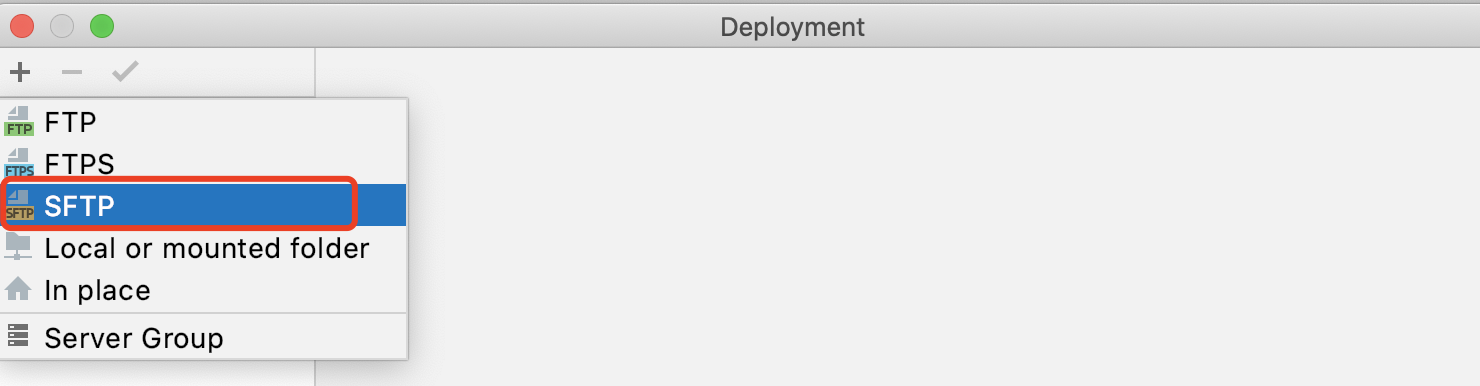 Deployment
FTP
FTP
FTPS
FTPS
SFTP
SFTP
Local or mounted folder
In place
Server Group